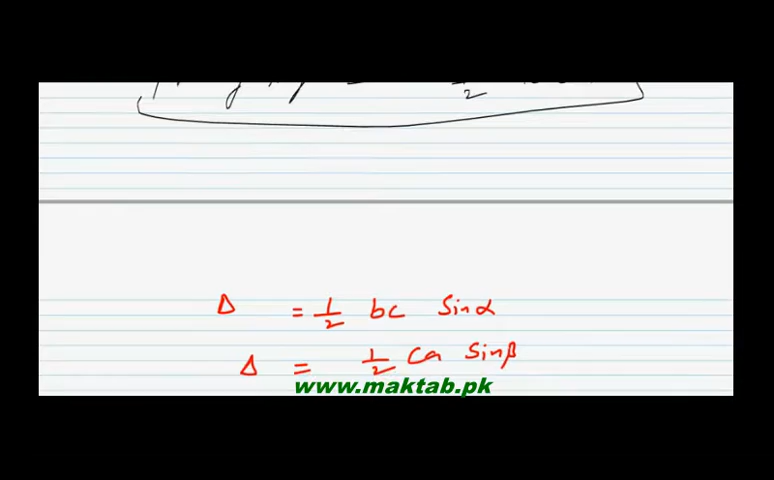 Δ = 1/2 bc Sinα
Δ = 1/2 ca Sinβ
www.maktab.pk